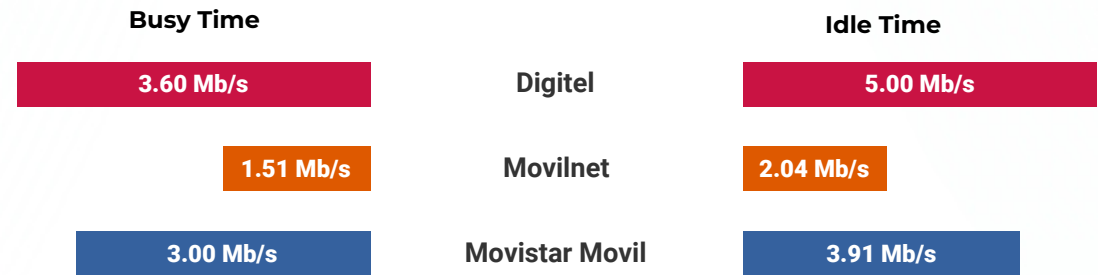 Busy Time Idle Time
3.60 Mb/s Digitel 5.00 Mb/s
1.51 Mb/s Movilnet 2.04 Mb/s
3.00 Mb/s Movistar Movil 3.91 Mb/s